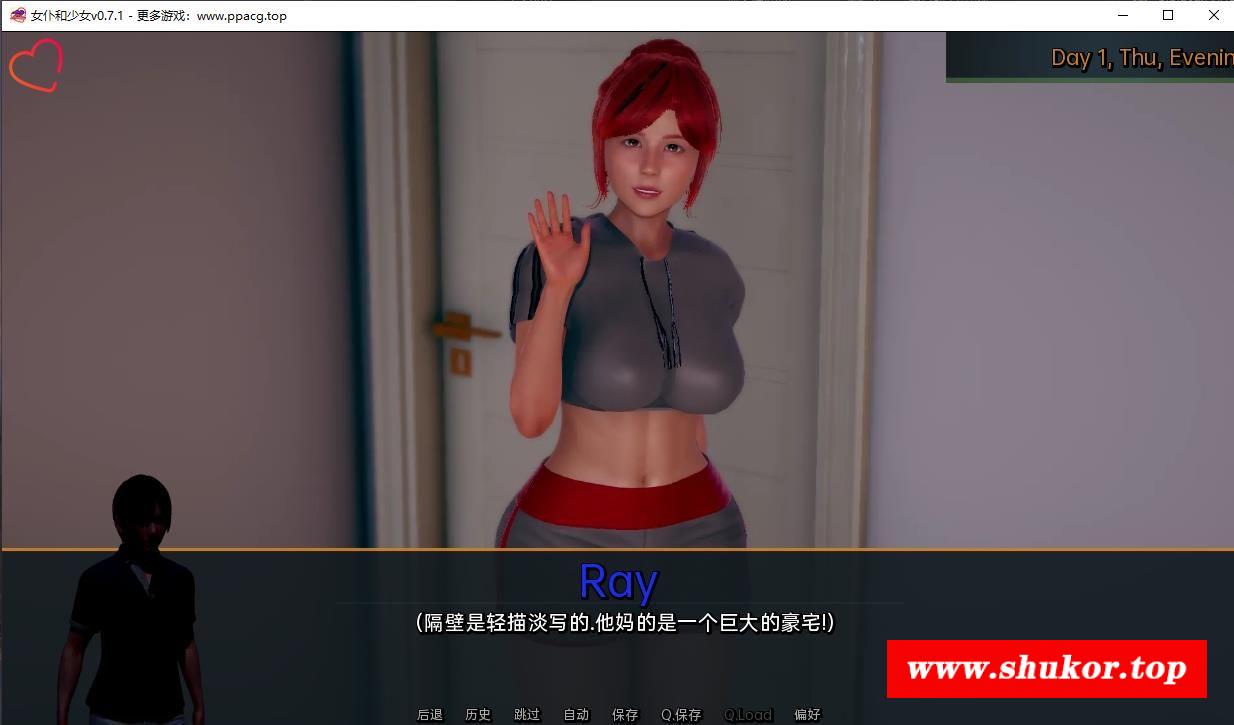 女仆和少女v0.7.1 - 更多游戏：www.ppacg.top
Day 1, Thu, Evenin
Ray
(隔壁是轻描淡写的.他妈的是一个巨大的豪宅!)
www.shukor.top
后退 历史 跳过 自动 保存 Q.保存 Q.Load 偏好